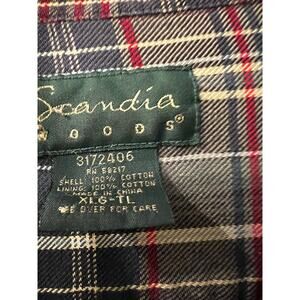 Scandia
WOODS®
3172406
RN 58217
SHELL: 100% COTTON
LINING: 100% COTTON
MADE IN CHINA
XLG-TL
SEE OVER FOR CARE